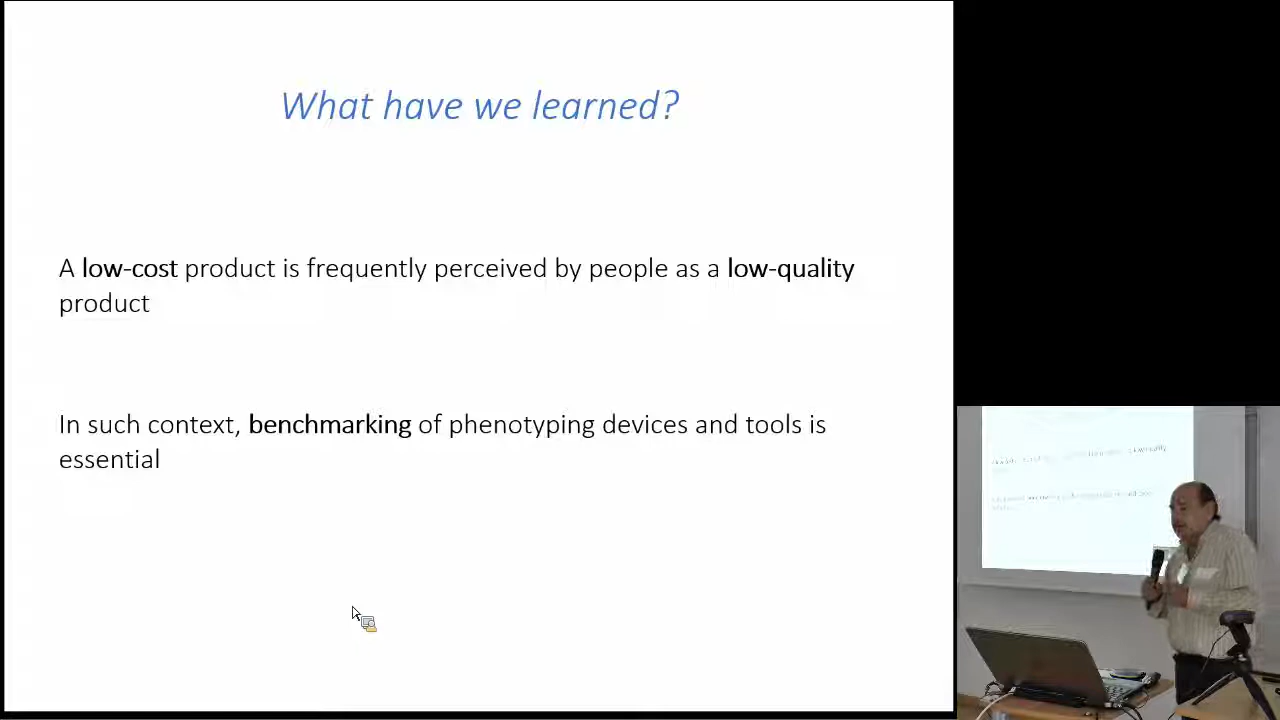 What have we learned?
A low-cost product is frequently perceived by people as a low-quality
product
In such context, benchmarking of phenotyping devices and tools is
essential